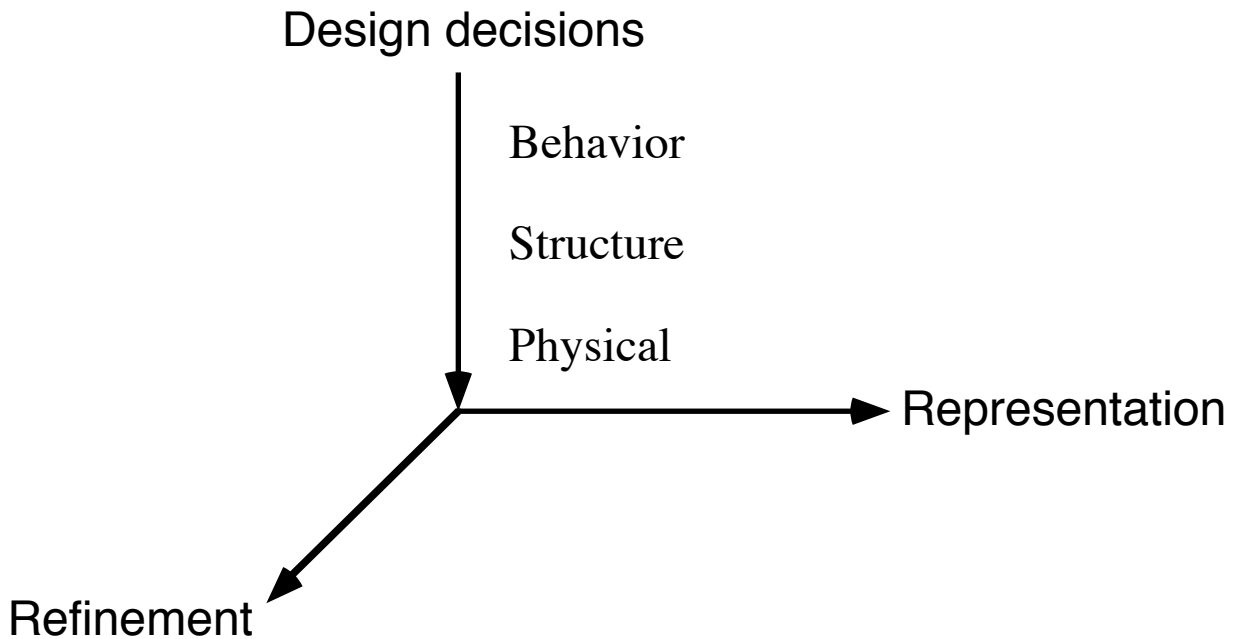 Design decisions
Behavior
Structure
Physical
Representation
Refinement